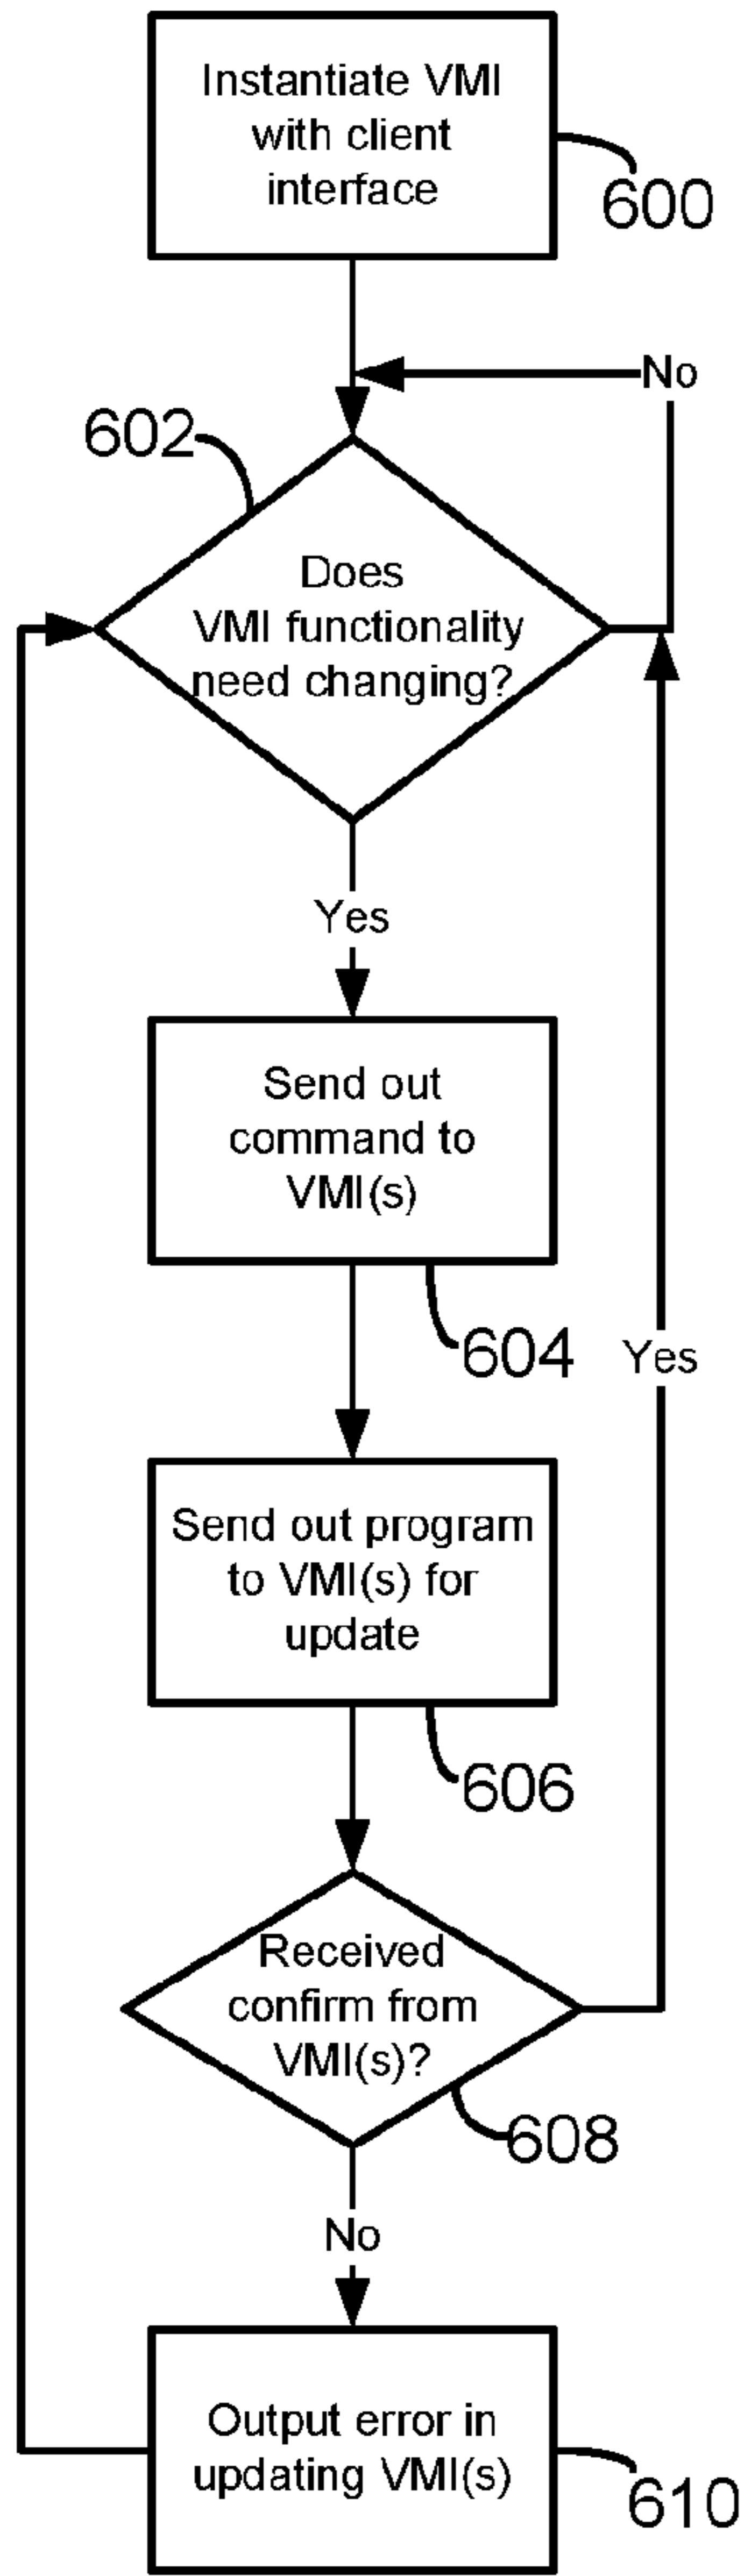 Instantiate VMI
with client
interface
600
No
602
Does
VMI functionality
need changing?
Yes
Send out
command to
VMI(s)
604
Yes
Send out program
to VMI(s) for
update
606
Received
confirm from
VMI(s)?
608
No
Output error in
updating VMI(s)
610